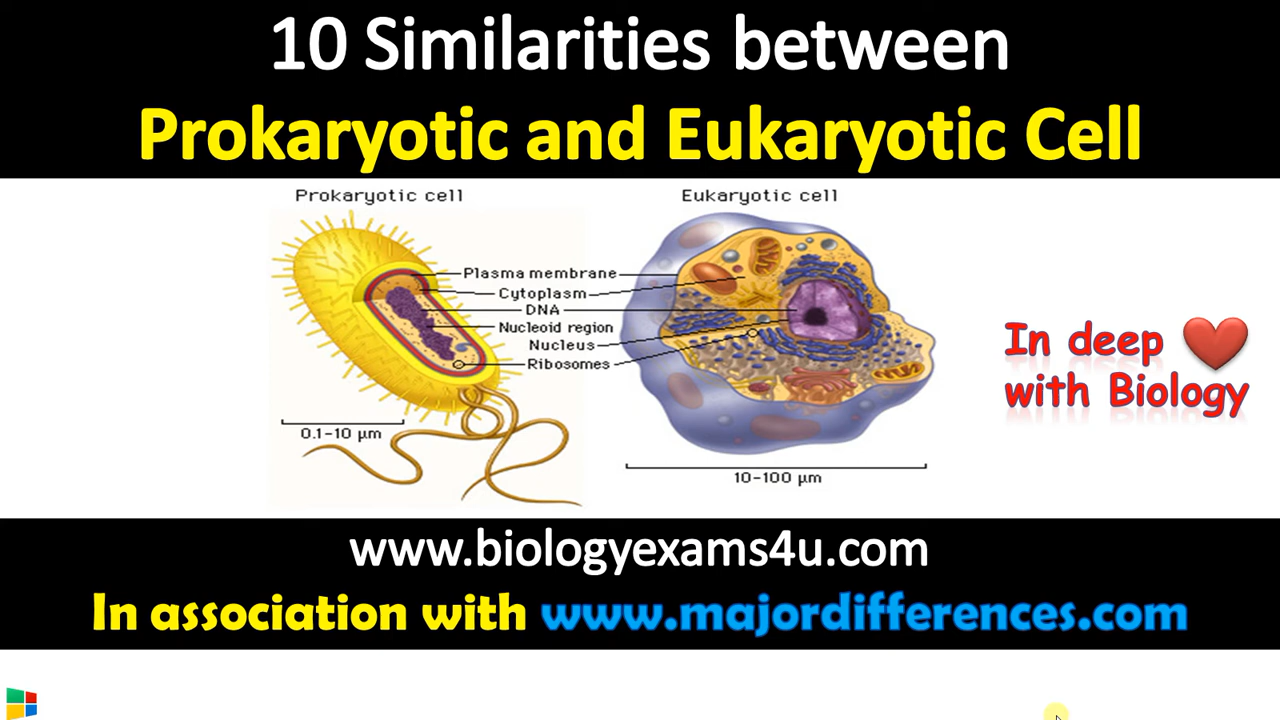 10 Similarities between
Prokaryotic and Eukaryotic Cell
Prokaryotic cell
Eukaryotic cell
Plasma membrane
Cytoplasm
DNA
Nucleoid region
Nucleus
Ribosomes
0.1–10 µm
10–100 µm
In deep
with Biology
www.biologyexams4u.com
In association with www.majordifferences.com